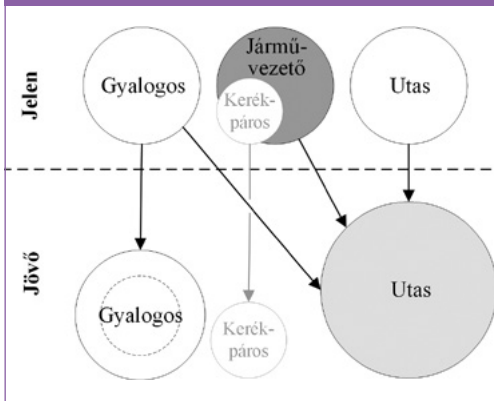 Jelen
Gyalogos
Jármű-
vezető
Kerék-
páros
Utas
Jövő
Gyalogos
Kerék-
páros
Utas